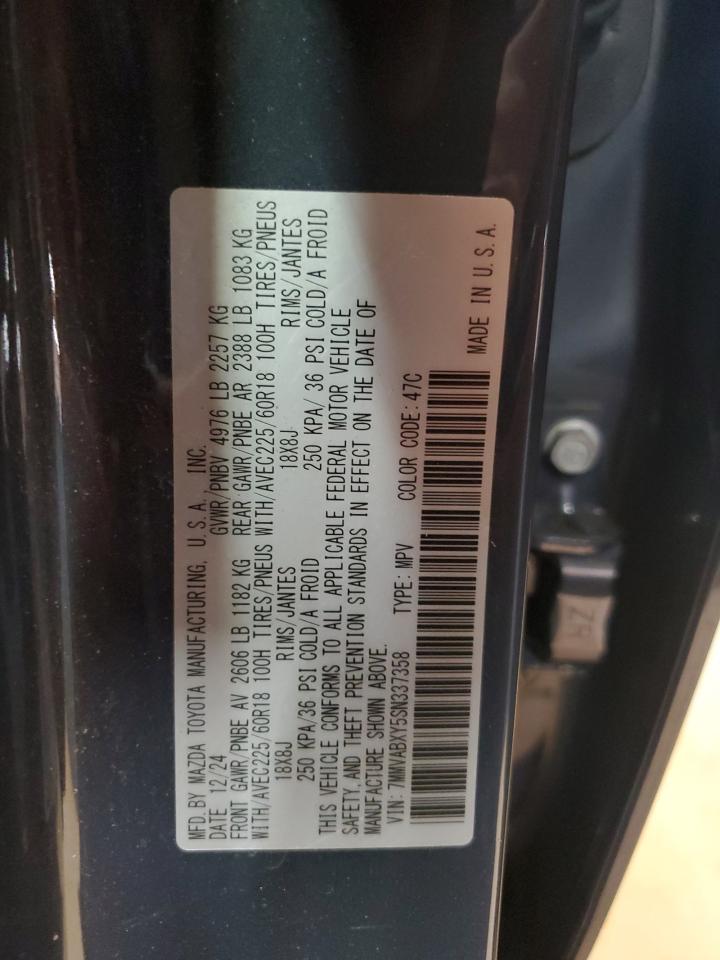 MFD.BY MAZDA TOYOTA MANUFACTURING, U.S.A., INC.
DATE 12/24 GVWR/PNBV 4976 LB 2257 KG
FRONT GAWR/PNBE AV 2606 LB 1182 KG REAR GAWR/PNBE AR 2388 LB 1083 KG
WITH/AVEC225/60R18 100H TIRES/PNEUS WITH/AVEC225/60R18 100H TIRES/PNEUS
18X8J RIMS/JANTES 18X8J RIMS/JANTES
250 KPA/36 PSI COLD/A FROID 250 KPA/ 36 PSI COLD/A FROID
THIS VEHICLE CONFORMS TO ALL APPLICABLE FEDERAL MOTOR VEHICLE
SAFETY,AND THEFT PREVENTION STANDARDS IN EFFECT ON THE DATE OF
MANUFACTURE SHOWN ABOVE.
VIN: 7MMVABXY5SN337358 TYPE: MPV COLOR CODE: 47C
MADE IN U.S.A.